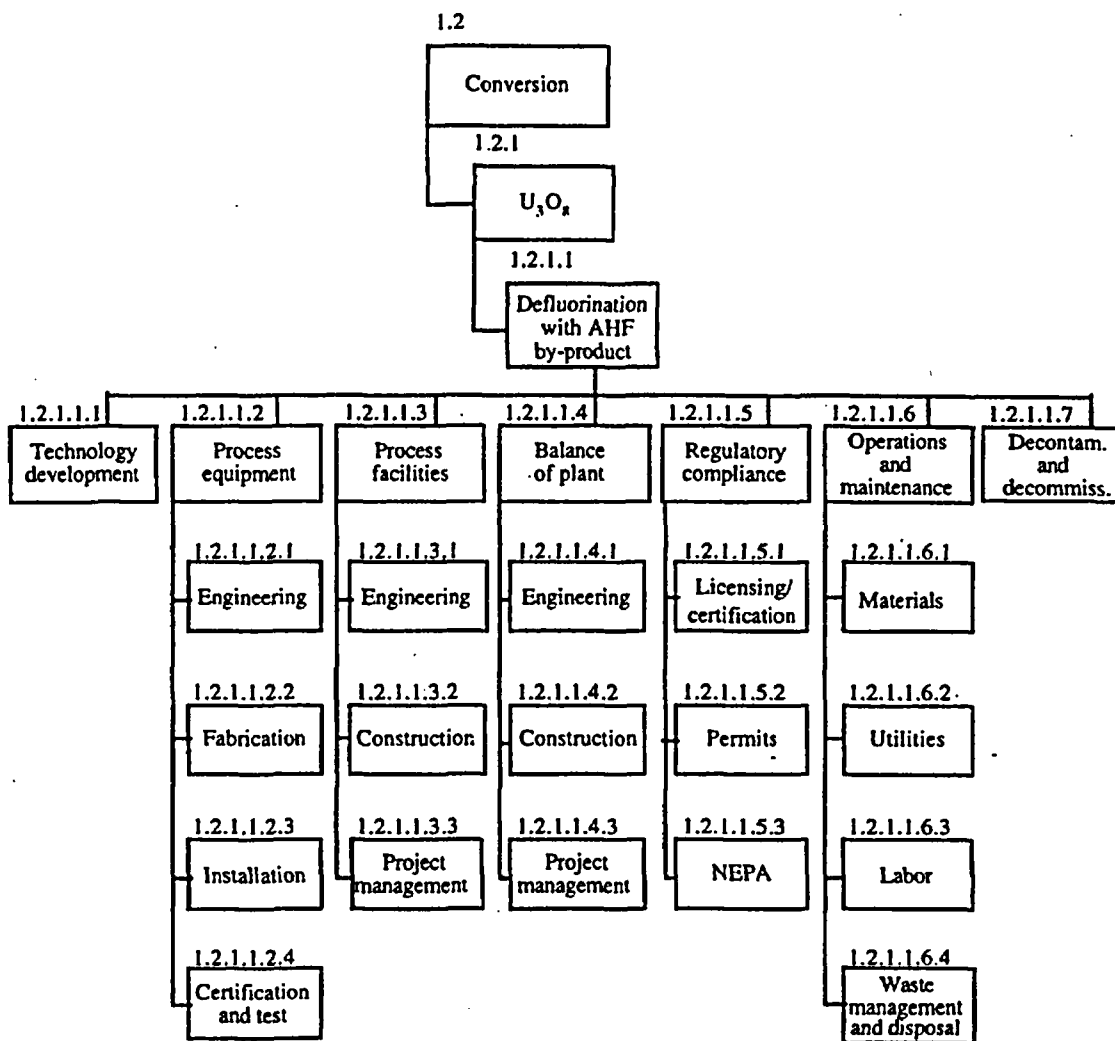 1.2
Conversion
1.2.1
U₃O₈
1.2.1.1
Defluorination
with AHF
by-product
1.2.1.1.1
Technology
development
1.2.1.1.2
Process
equipment
1.2.1.1.3
Process
facilities
1.2.1.1.4
Balance
of plant
1.2.1.1.5
Regulatory
compliance
1.2.1.1.6
Operations
and
maintenance
1.2.1.1.7
Decontam.
and
decommiss.
1.2.1.1.2.1
Engineering
1.2.1.1.3.1
Engineering
1.2.1.1.4.1
Engineering
1.2.1.1.5.1
Licensing/
certification
1.2.1.1.6.1
Materials
1.2.1.1.2.2
Fabrication
1.2.1.1.3.2
Construction
1.2.1.1.4.2
Construction
1.2.1.1.5.2
Permits
1.2.1.1.6.2
Utilities
1.2.1.1.2.3
Installation
1.2.1.1.3.3
Project
management
1.2.1.1.4.3
Project
management
1.2.1.1.5.3
NEPA
1.2.1.1.6.3
Labor
1.2.1.1.2.4
Certification
and test
1.2.1.1.6.4
Waste
management
and disposal